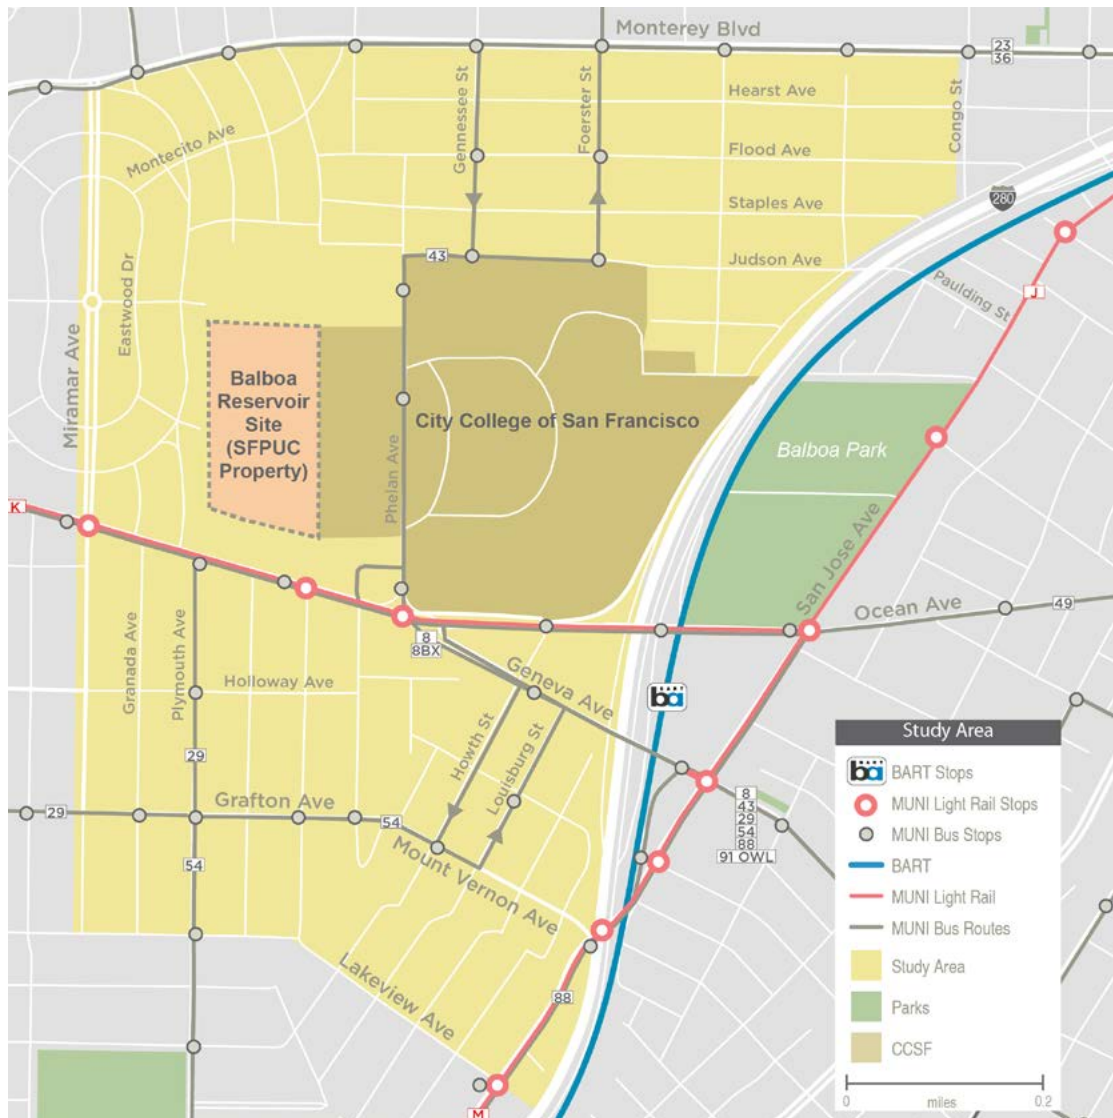 Monterey Blvd
23
36
Gennessee St
Foerster St
Hearst Ave
Congo St
Montecito Ave
Flood Ave
280
Staples Ave
43
Judson Ave
Eastwood Dr
Paulding St
J
Miramar Ave
Balboa
Reservoir
Site
(SFPUC
Property)
City College of San Francisco
Phelan Ave
Balboa Park
K
San Jose Ave
Ocean Ave
49
8
8BX
Geneva Ave
Granada Ave
Plymouth Ave
Holloway Ave
BART
ba
Howth St
Louisburg St
29
29
Grafton Ave
54
54
Mount Vernon Ave
8
43
29
54
88
91 OWL
Lakeview Ave
88
M
Study Area
BART
ba
BART Stops
MUNI Light Rail Stops
MUNI Bus Stops
BART
MUNI Light Rail
MUNI Bus Routes
Study Area
Parks
CCSF
0
0.2
miles